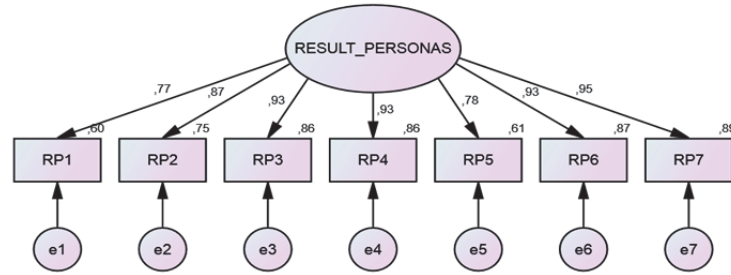 RESULT_PERSONAS
,77 ,87 ,93 ,93 ,78 ,93 ,95
,60 ,75 ,86 ,86 ,61 ,87 ,89
RP1 RP2 RP3 RP4 RP5 RP6 RP7
e1 e2 e3 e4 e5 e6 e7